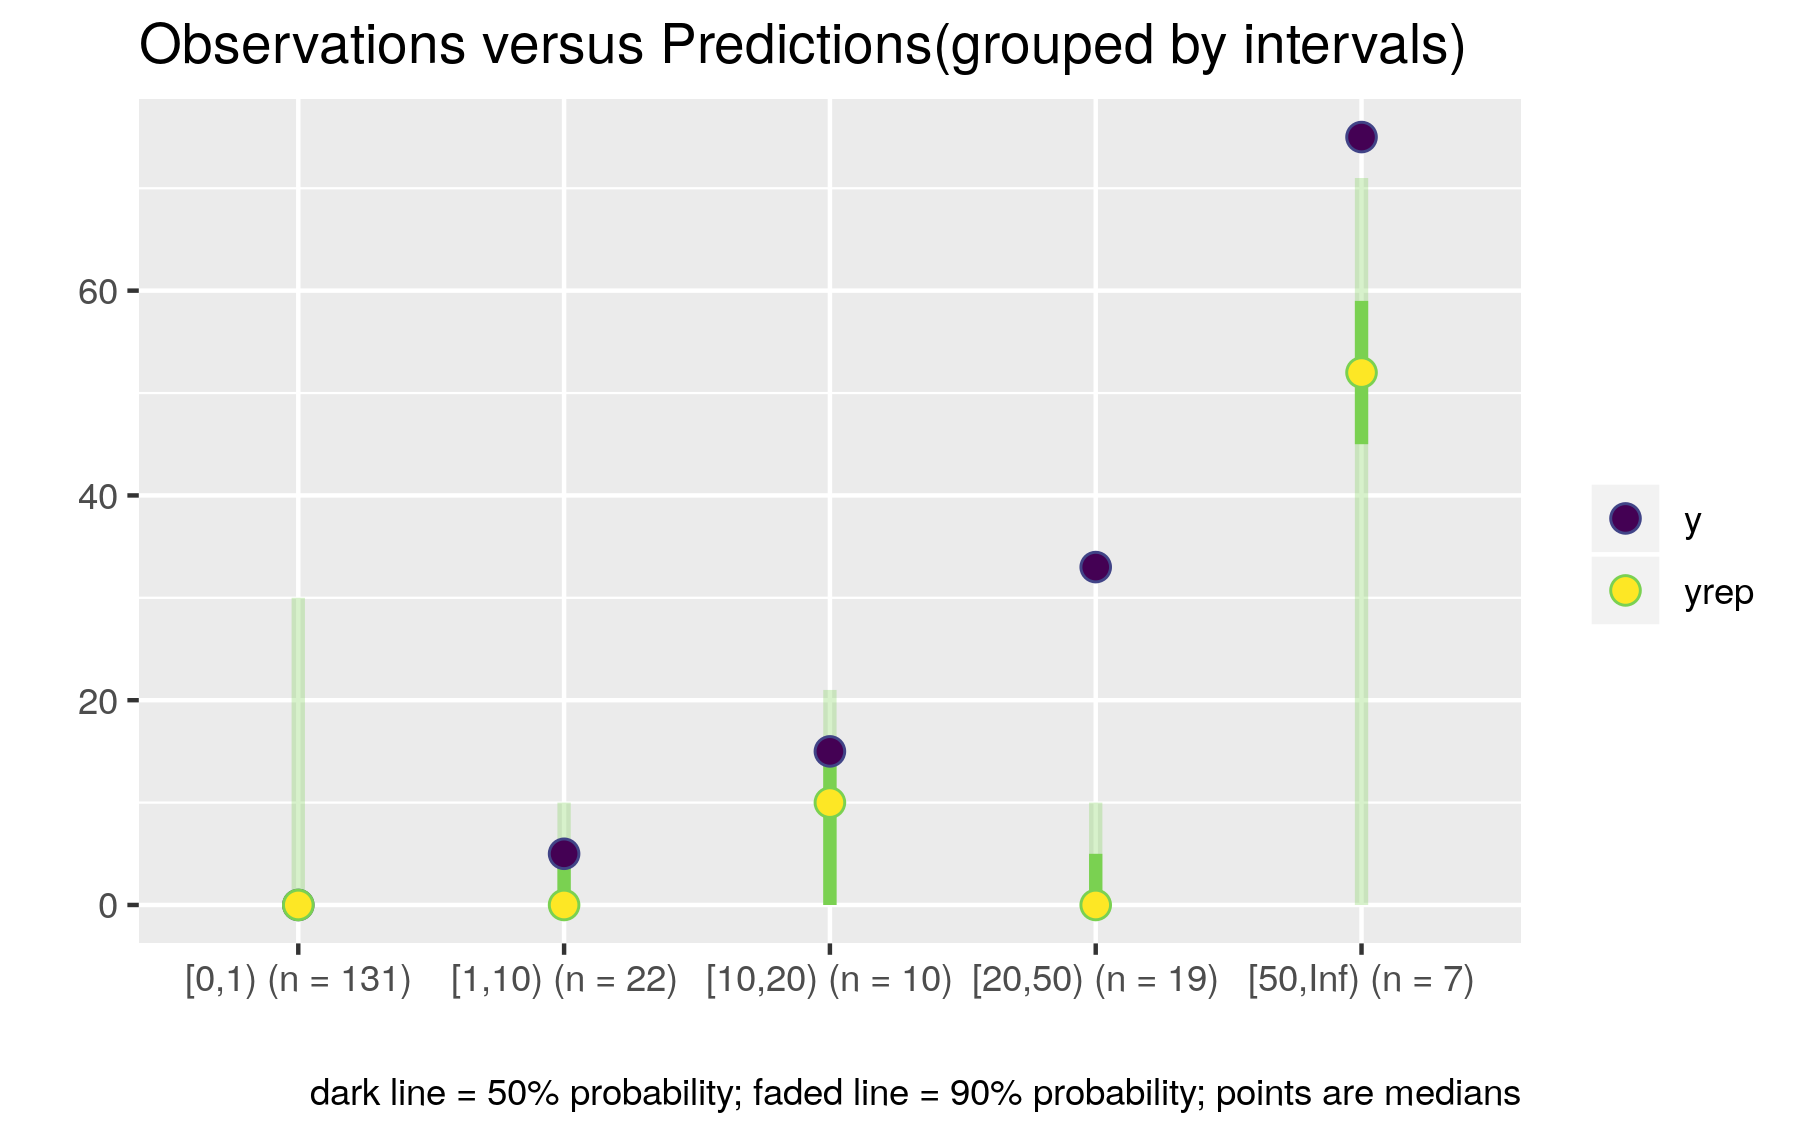 Observations versus Predictions(grouped by intervals)
60
40
20
0
[0,1) (n = 131) [1,10) (n = 22) [10,20) (n = 10) [20,50) (n = 19) [50,Inf) (n = 7)
y
yrep
dark line = 50% probability; faded line = 90% probability; points are medians